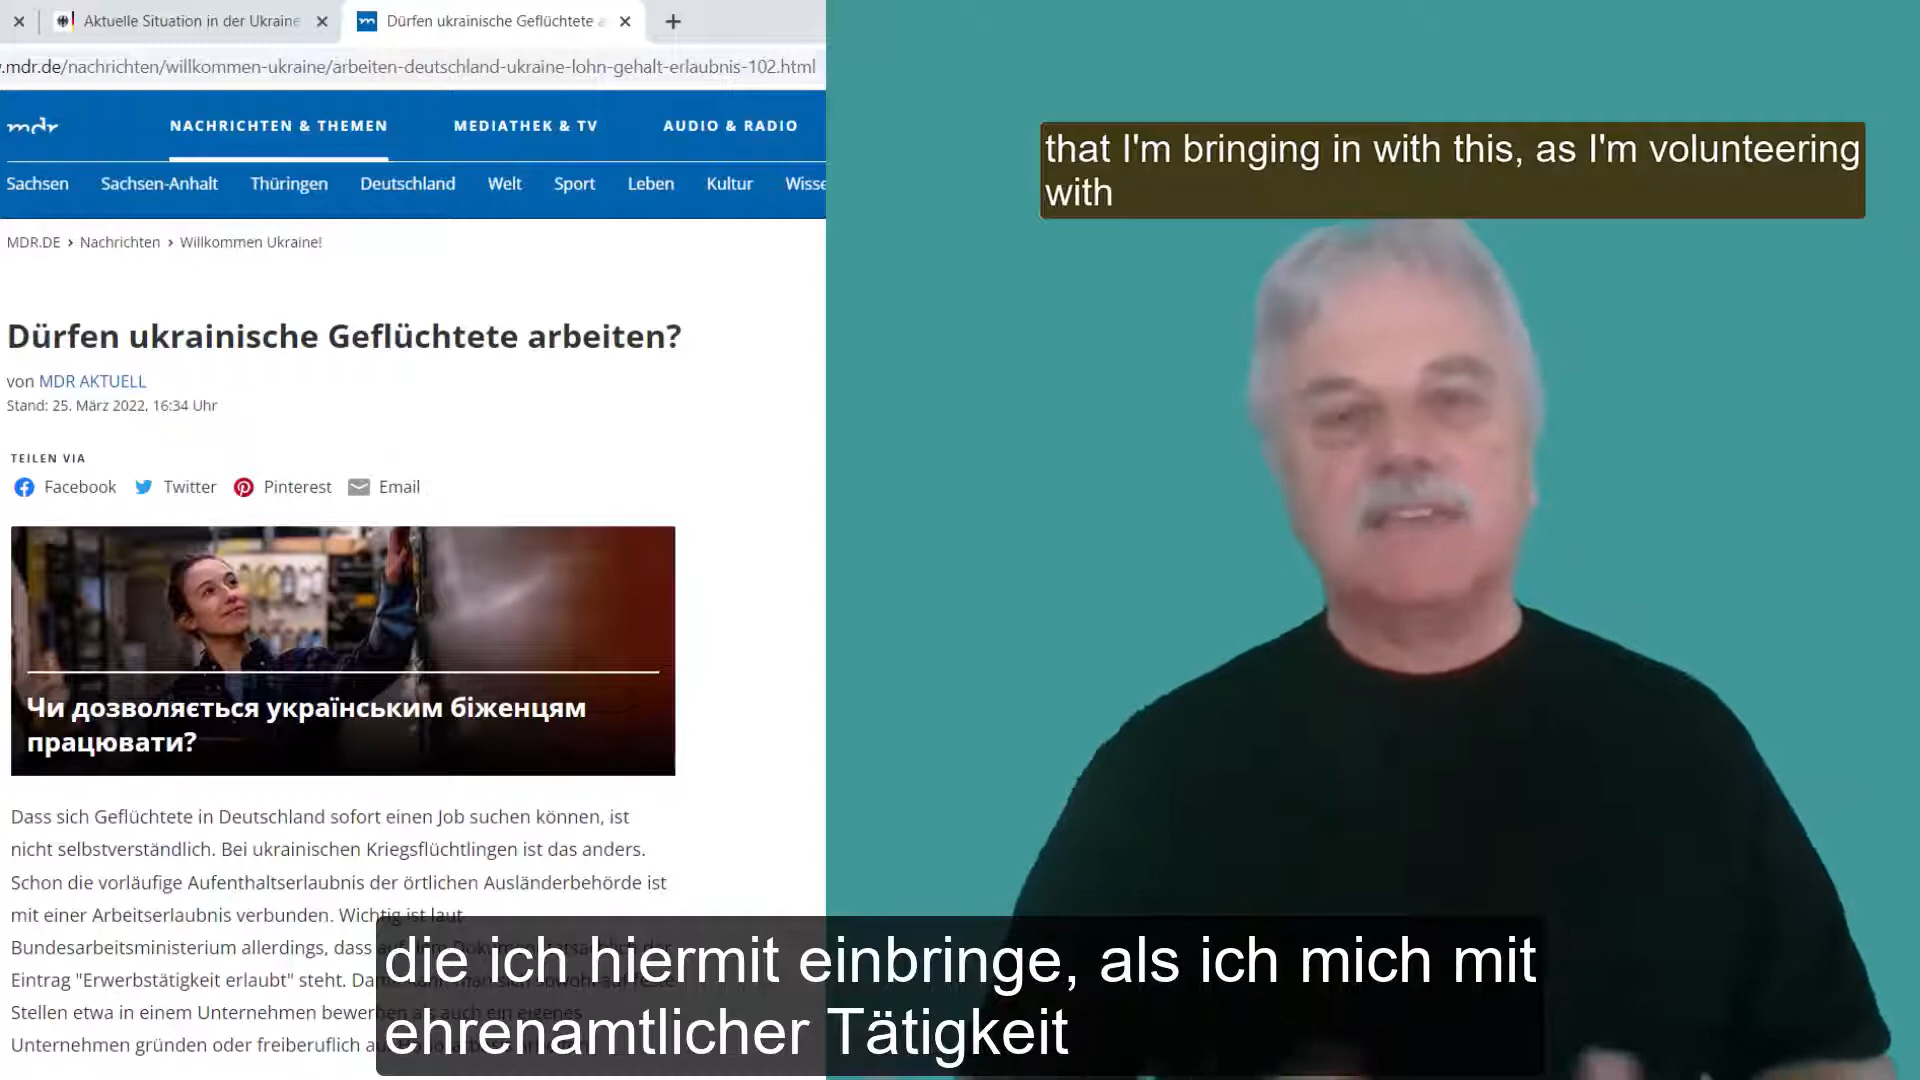 Aktuelle Situation in der Ukraine
Dürfen ukrainische Geflüchtete a
.mdr.de/nachrichten/willkommen-ukraine/arbeiten-deutschland-ukraine-lohn-gehalt-erlaubnis-102.html
mdr
NACHRICHTEN & THEMEN
MEDIATHEK & TV
AUDIO & RADIO
Sachsen
Sachsen-Anhalt
Thüringen
Deutschland
Welt
Sport
Leben
Kultur
Wisse
MDR.DE > Nachrichten > Willkommen Ukraine!
Dürfen ukrainische Geflüchtete arbeiten?
von MDR AKTUELL
Stand: 25. März 2022, 16:34 Uhr
TEILEN VIA
Facebook
Twitter
Pinterest
Email
Чи дозволяється українським біженцям
працювати?
Dass sich Geflüchtete in Deutschland sofort einen Job suchen können, ist
nicht selbstverständlich. Bei ukrainischen Kriegsflüchtlingen ist das anders.
Schon die vorläufige Aufenthaltserlaubnis der örtlichen Ausländerbehörde ist
mit einer Arbeitserlaubnis verbunden. Wichtig ist laut
Bundesarbeitsministerium allerdings, dass
Eintrag "Erwerbstätigkeit erlaubt" steht.
Stellen etwa in einem Unternehmen
Unternehmen gründen oder freiberuflich
that I'm bringing in with this, as I'm volunteering
with
die ich hiermit einbringe, als ich mich mit
ehrenamtlicher Tätigkeit